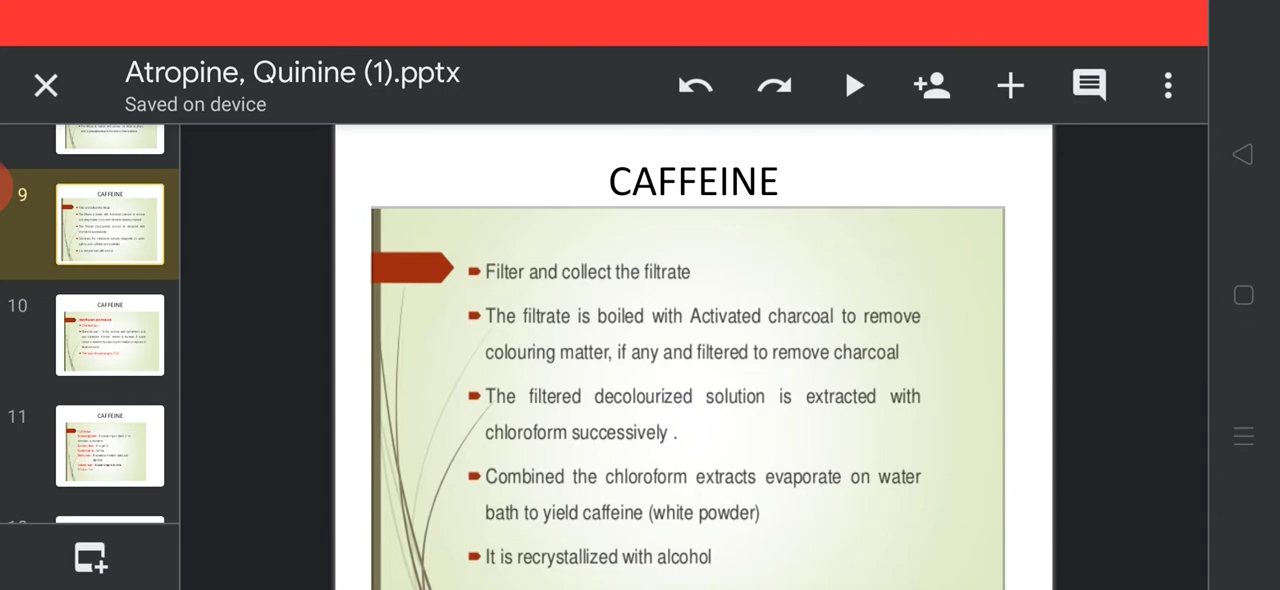 Atropine, Quinine (1).pptx
Saved on device
9
CAFFEINE
10
CAFFEINE
11
CAFFEINE
CAFFEINE
Filter and collect the filtrate
The filtrate is boiled with Activated charcoal to remove
colouring matter, if any and filtered to remove charcoal
The filtered decolourized solution is extracted with
chloroform successively .
Combined the chloroform extracts evaporate on water
bath to yield caffeine (white powder)
It is recrystallized with alcohol